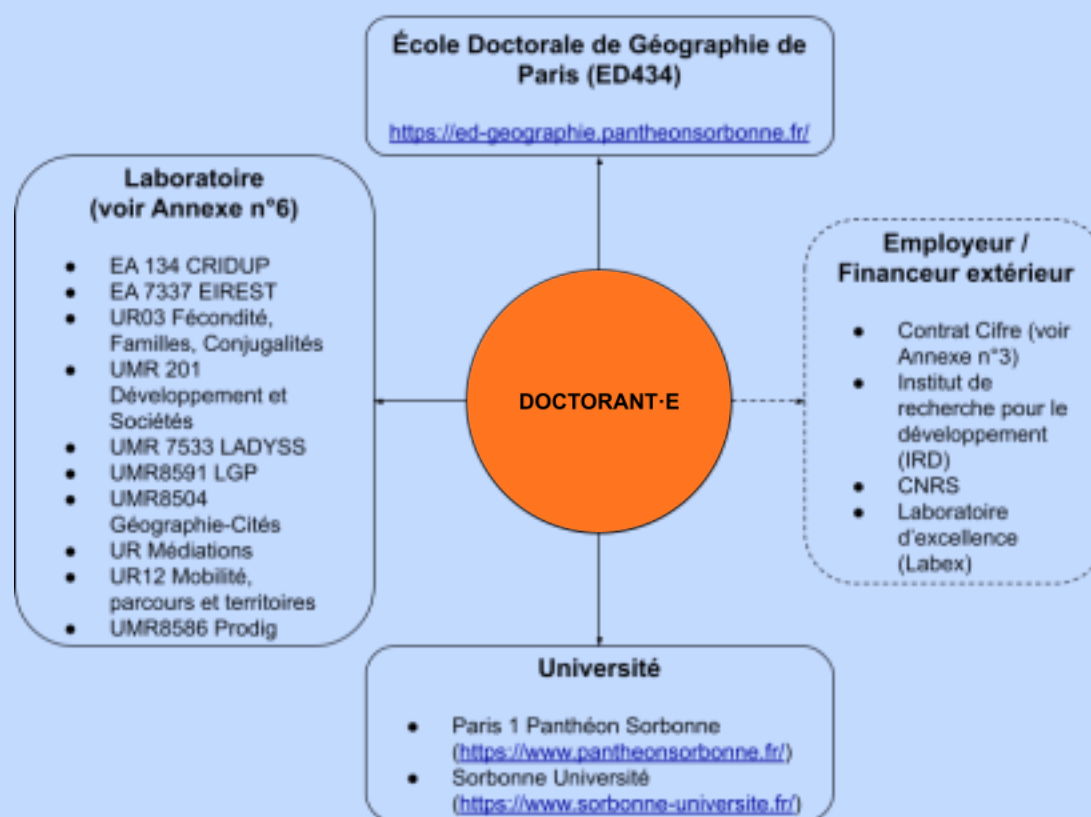 École Doctorale de Géographie de
Paris (ED434)
https://ed-geographie.pantheonsorbonne.fr/
Laboratoire
(voir Annexe n°6)
● EA 134 CRIDUP
● EA 7337 EIREST
● UR03 Fécondité,
Familles, Conjugalités
● UMR 201
Développement et
Sociétés
● UMR 7533 LADYSS
● UMR8591 LGP
● UMR8504
Géographie-Cités
● UR Médiations
● UR12 Mobilité,
parcours et territoires
● UMR8586 Prodig
DOCTORANT·E
Employeur /
Financeur extérieur
● Contrat Cifre (voir
Annexe n°3)
● Institut de
recherche pour le
développement
(IRD)
● CNRS
● Laboratoire
d'excellence
(Labex)
Université
● Paris 1 Panthéon Sorbonne
(https://www.pantheonsorbonne.fr/)
● Sorbonne Université
(https://www.sorbonne-universite.fr/)